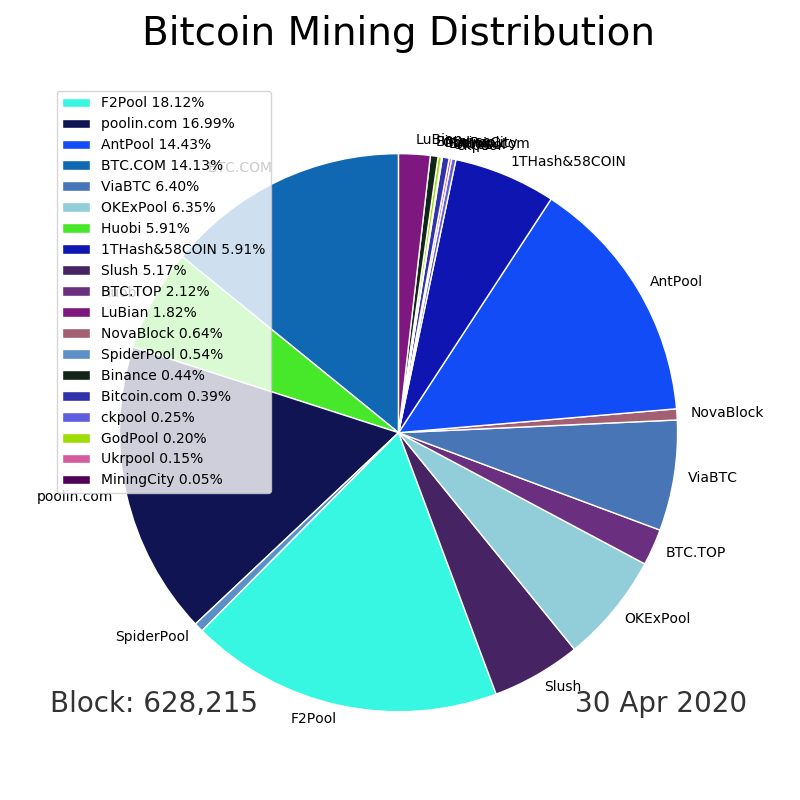 Bitcoin Mining Distribution
F2Pool 18.12%
poolin.com 16.99%
AntPool 14.43%
BTC.COM 14.13%
ViaBTC 6.40%
OKExPool 6.35%
Huobi 5.91%
1THash&58COIN 5.91%
Slush 5.17%
BTC.TOP 2.12%
LuBian 1.82%
NovaBlock 0.64%
SpiderPool 0.54%
Binance 0.44%
Bitcoin.com 0.39%
ckpool 0.25%
GodPool 0.20%
Ukrpool 0.15%
MiningCity 0.05%
LuBian
1THash&58COIN
BTC.COM
AntPool
NovaBlock
ViaBTC
poolin.com
BTC.TOP
OKExPool
SpiderPool
Slush
F2Pool
Block: 628,215
30 Apr 2020